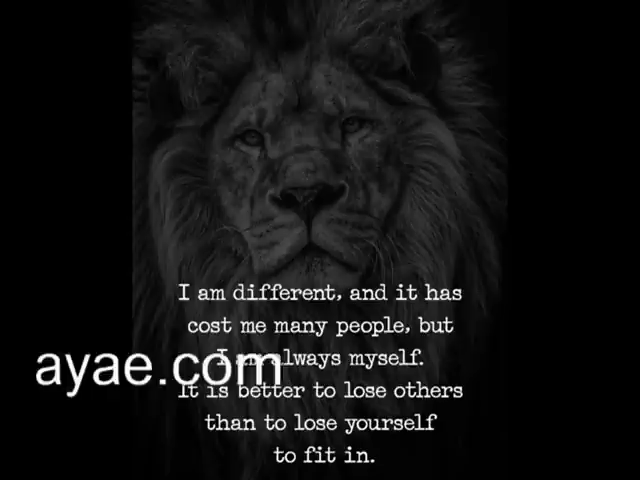 I am different, and it has
cost me many people, but
I am always myself.
ayae.com
It is better to lose others
than to lose yourself
to fit in.